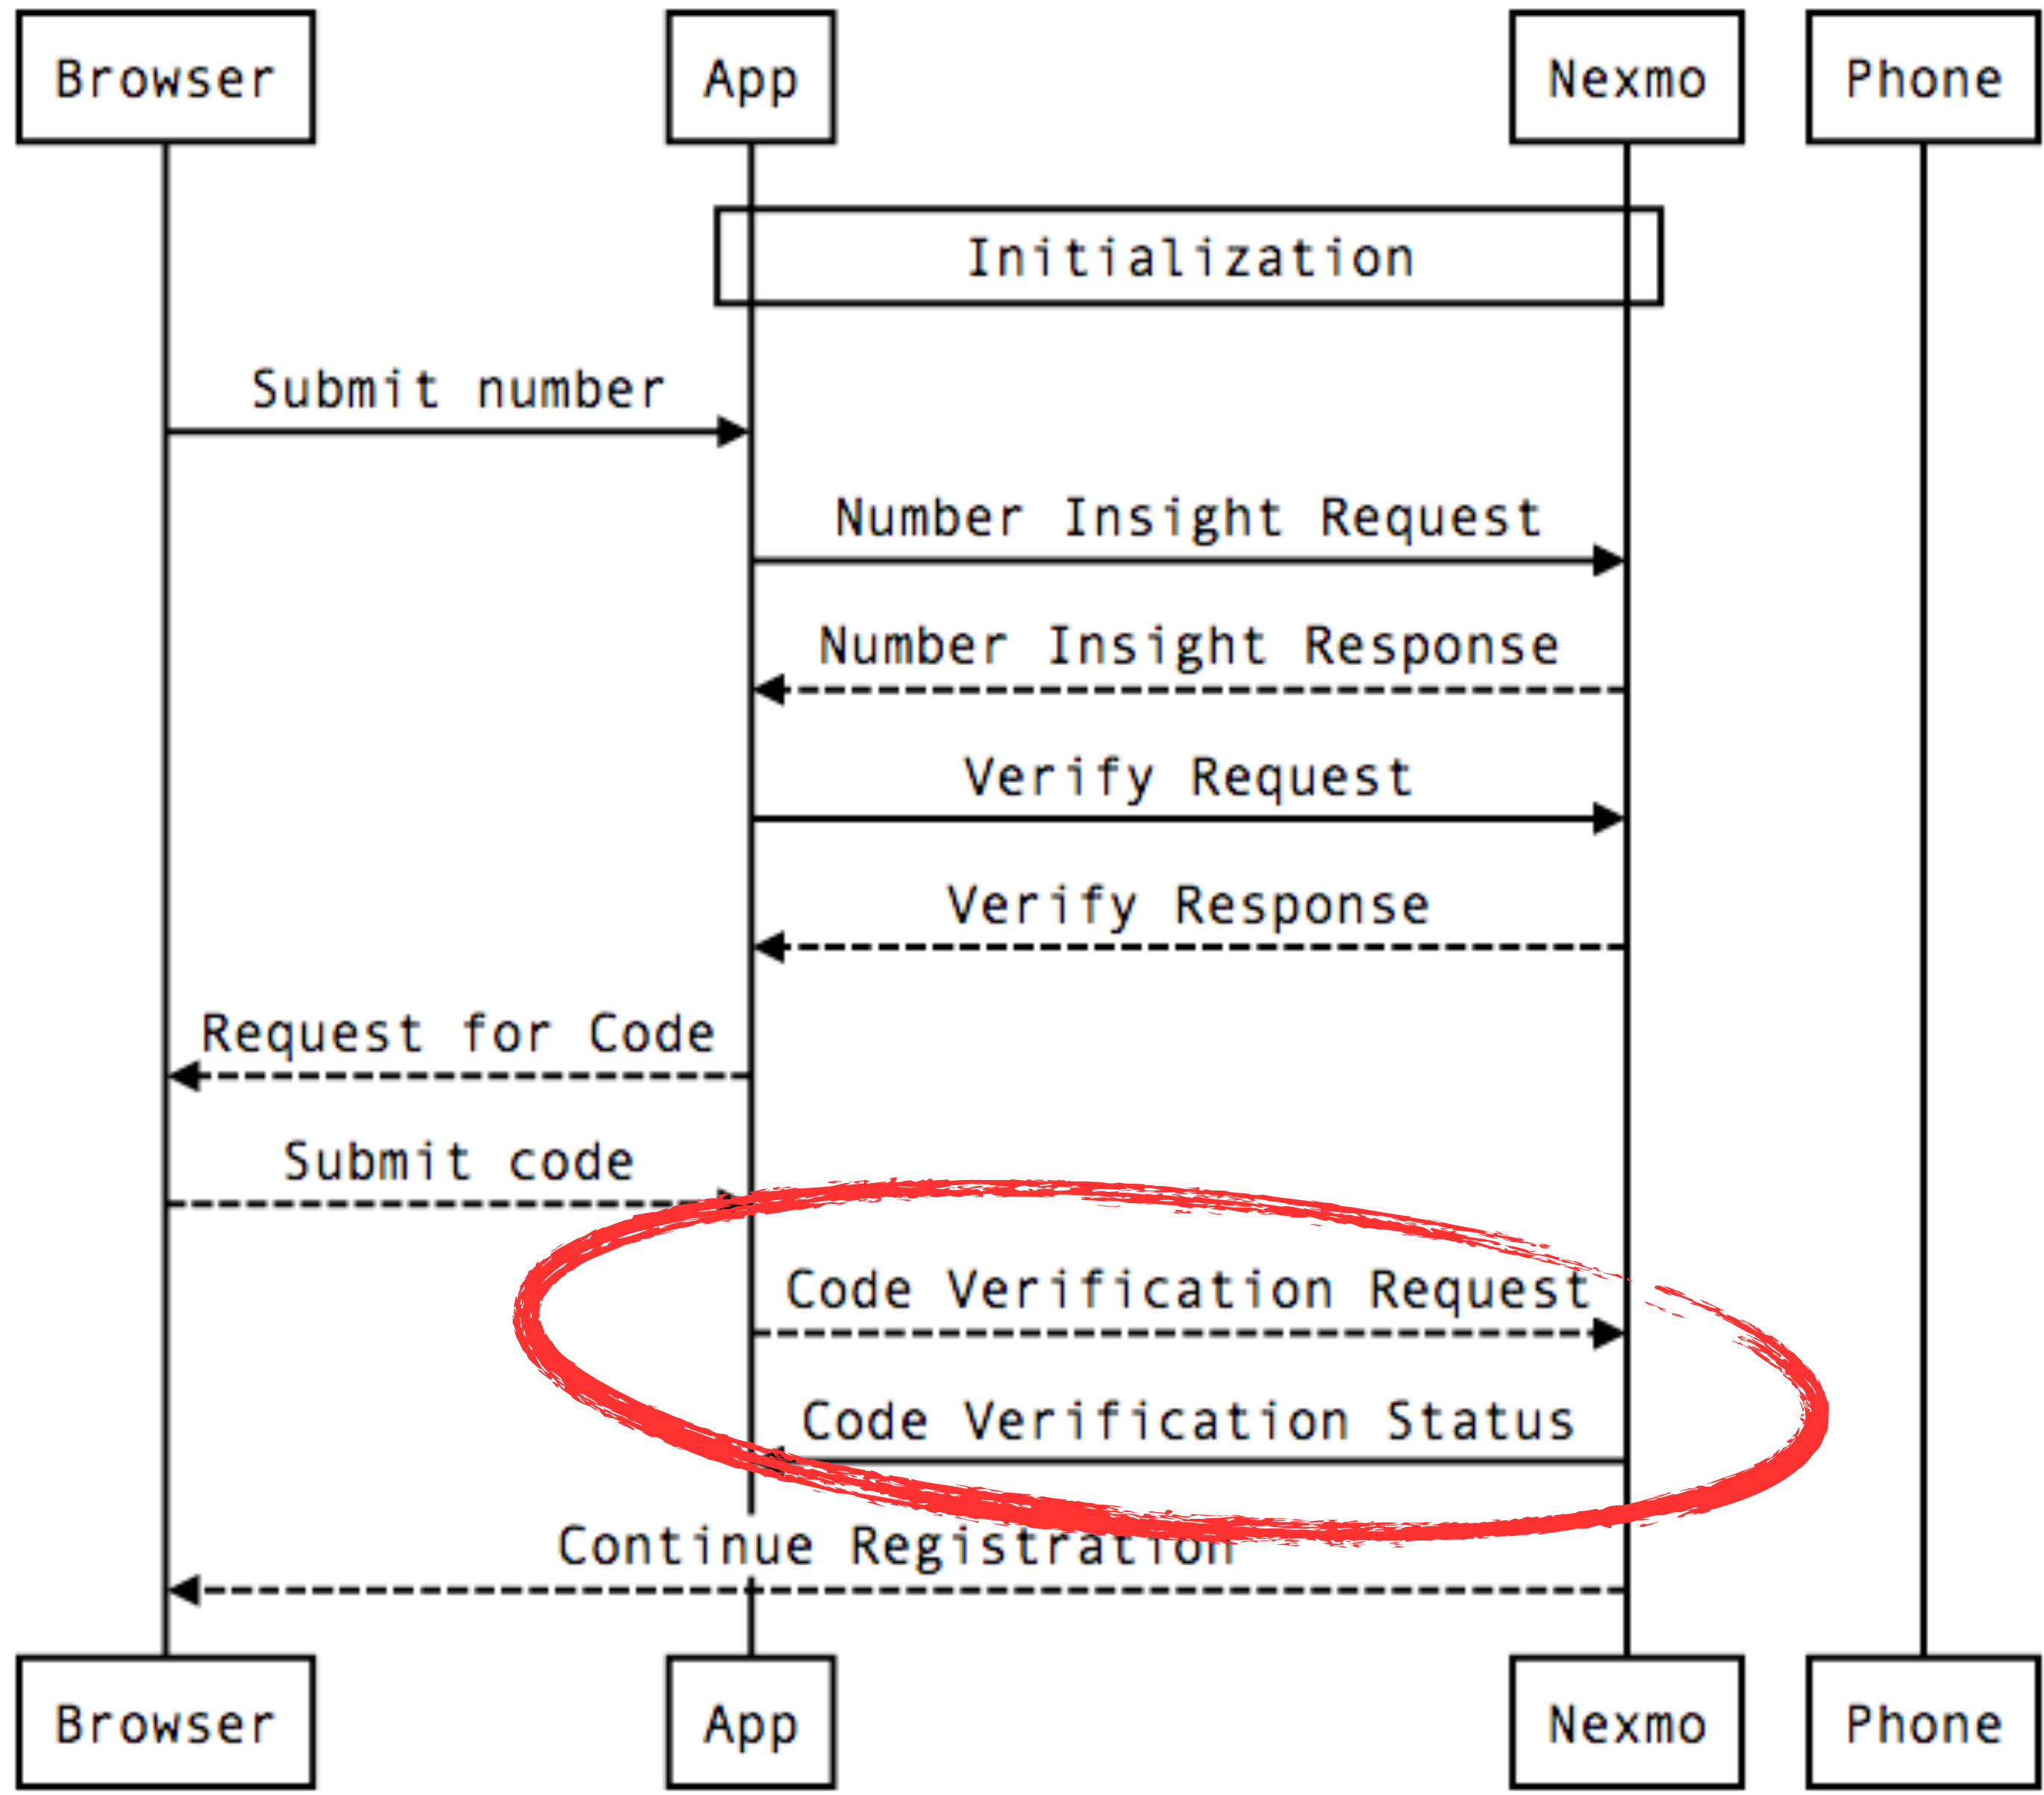 Browser App Nexmo Phone
Initialization
Submit number
Number Insight Request
Number Insight Response
Verify Request
Verify Response
Request for Code
Submit code
Code Verification Request
Code Verification Status
Continue Registration
Browser App Nexmo Phone